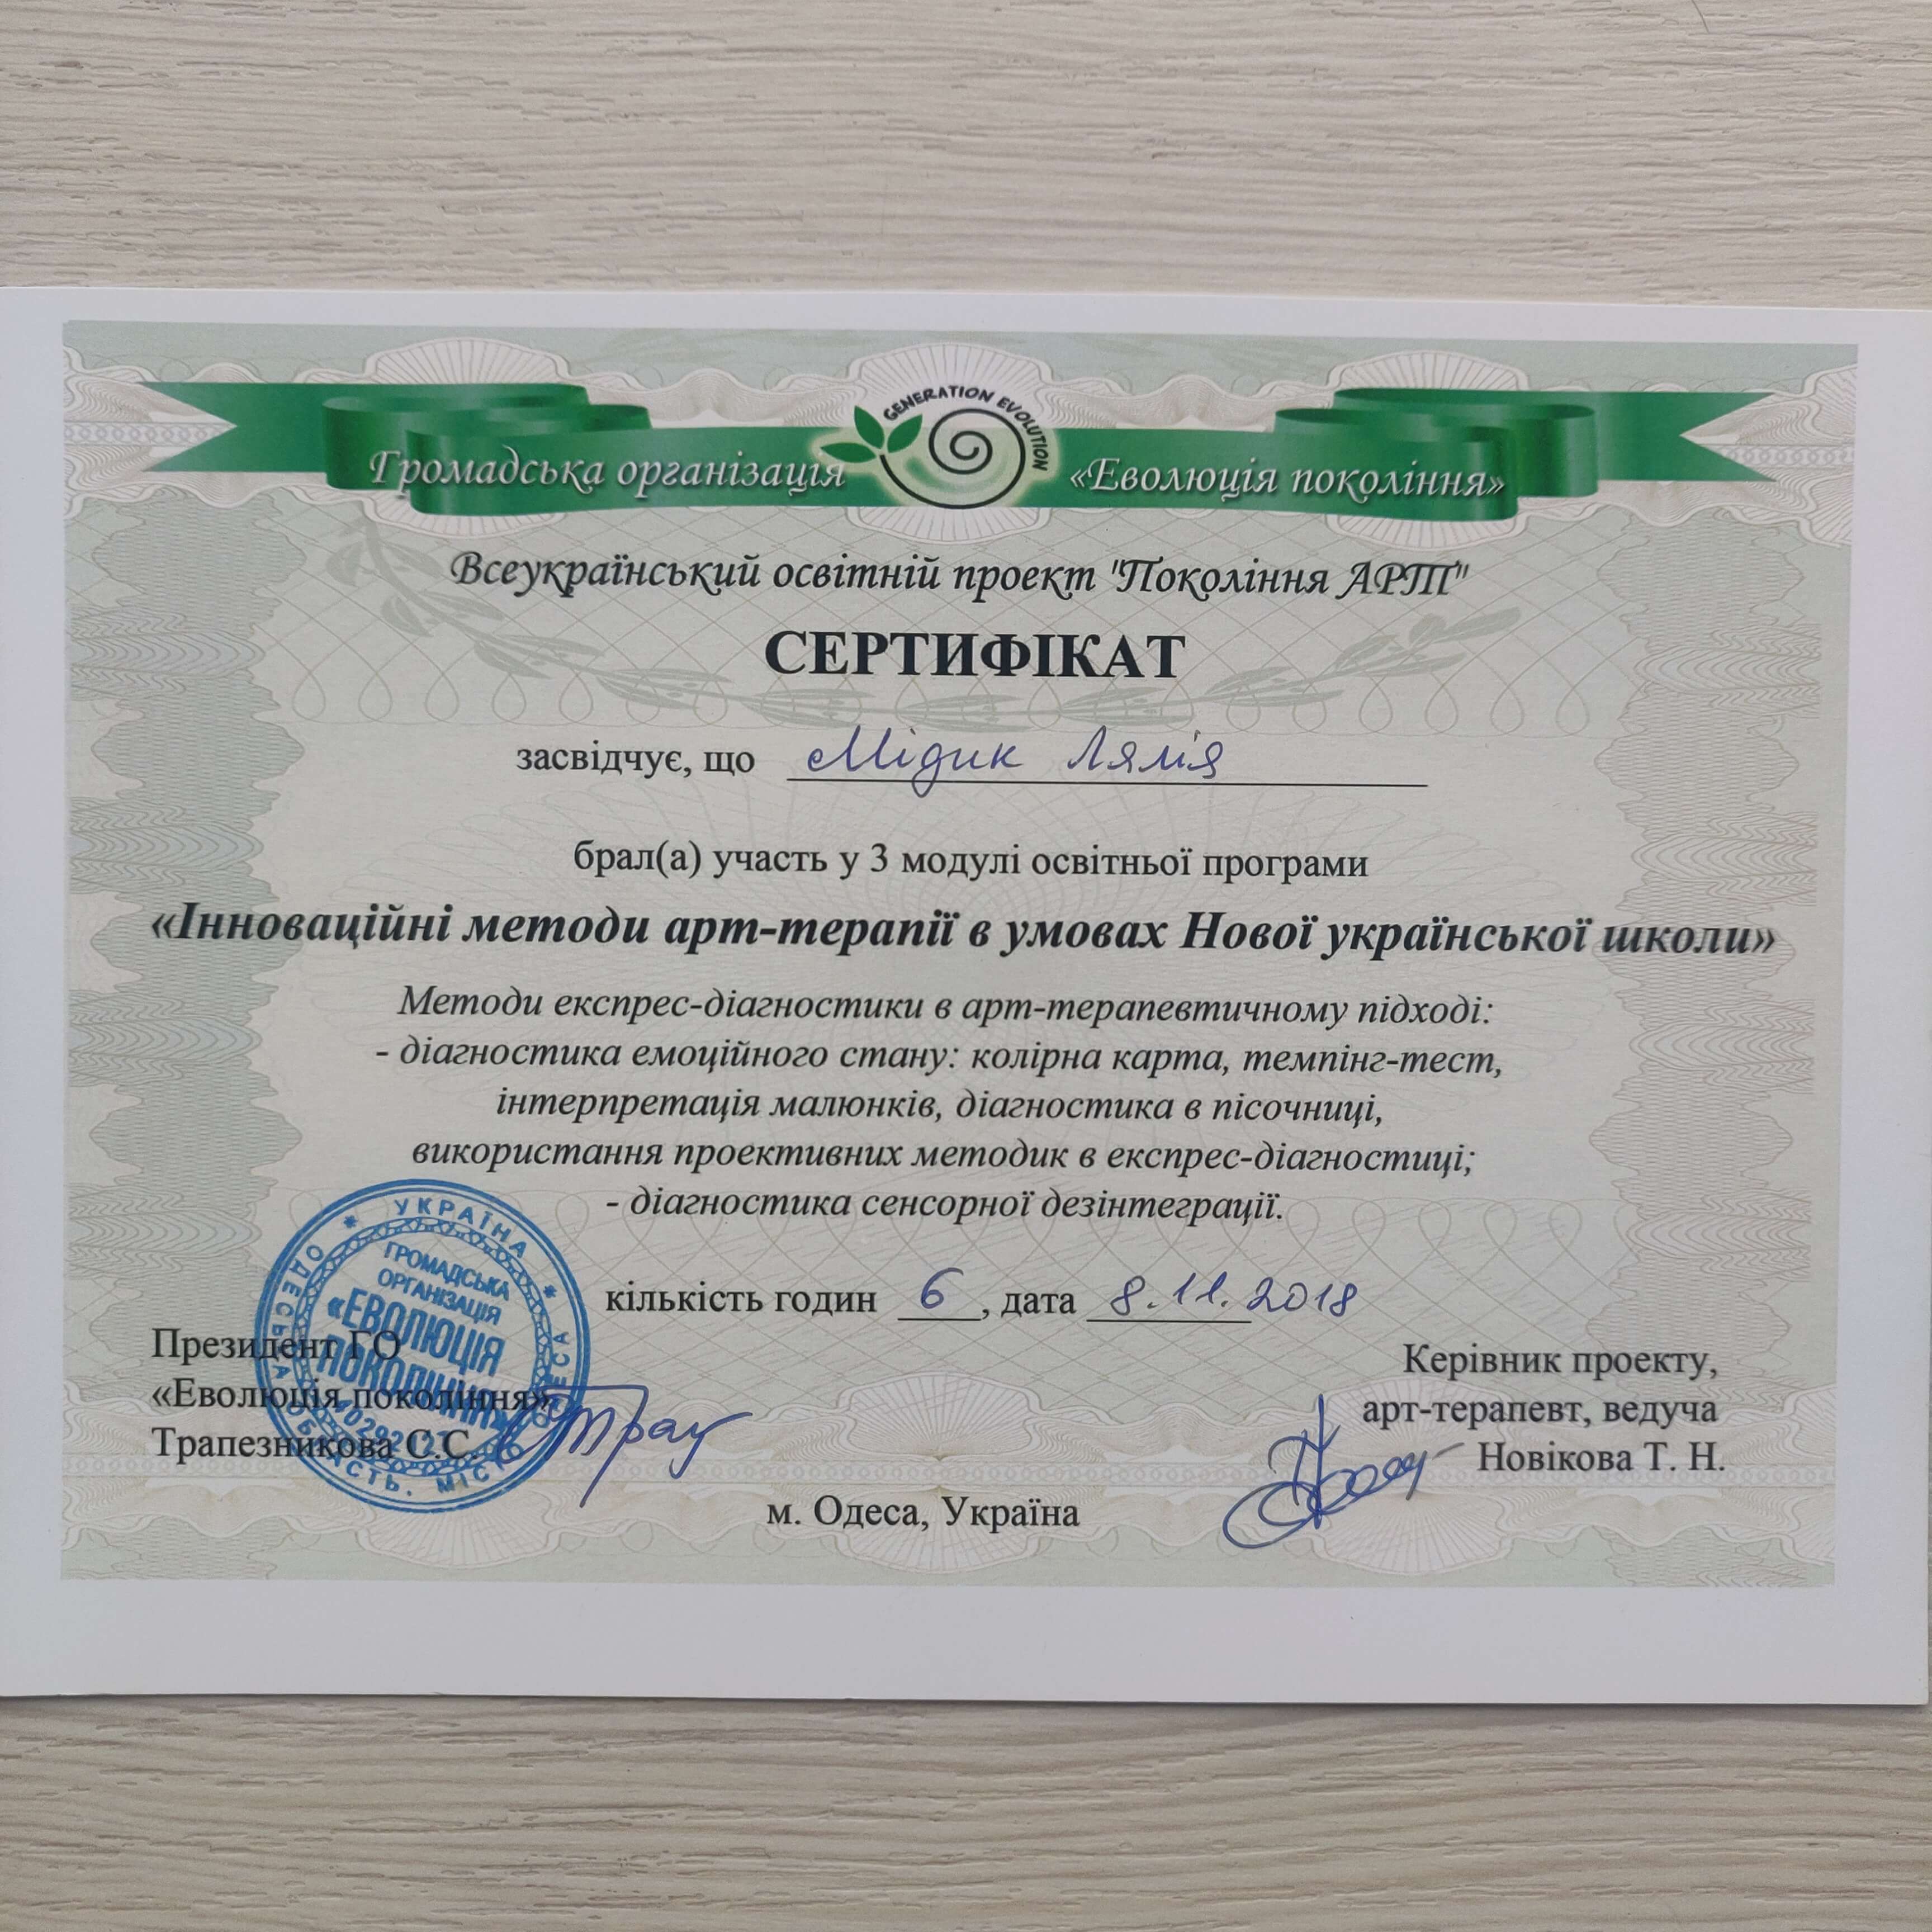 GENERATION EVOLUTION
Громадська організація «Еволюція покоління»
Всеукраїнський освітній проект "Покоління АРТ"
СЕРТИФІКАТ
засвідчує, що Мідик Лялія
брал(а) участь у 3 модулі освітньої програми
«Інноваційні методи арт-терапії в умовах Нової української школи»
Методи експрес-діагностики в арт-терапевтичному підході:
- діагностика емоційного стану: колірна карта, темпінг-тест,
інтерпретація малюнків, діагностика в пісочниці,
використання проективних методик в експрес-діагностиці;
- діагностика сенсорної дезінтеграції.
кількість годин 6, дата 8.11.2018
Президент ГО
«Еволюція покоління»
Трапезникова С.С.
Керівник проекту,
арт-терапевт, ведуча
Новікова Т. Н.
м. Одеса, Україна
УКРАЇНА
ГРОМАДСЬКА
ОРГАНІЗАЦІЯ
«ЕВОЛЮЦІЯ
ПОКОЛІННЯ»